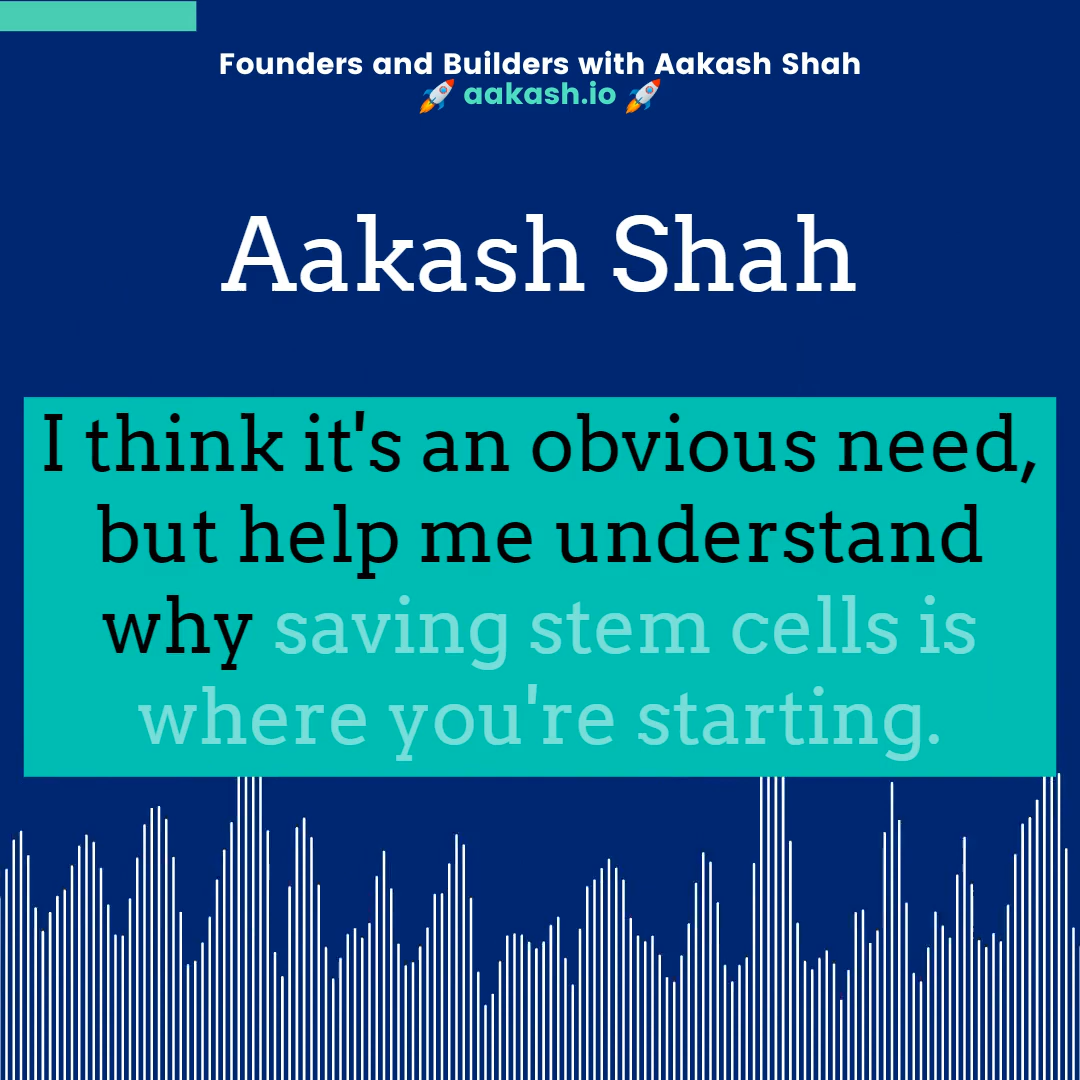 Founders and Builders with Aakash Shah
🚀 aakash.io 🚀
Aakash Shah
I think it's an obvious need,
but help me understand
why saving stem cells is
where you're starting.